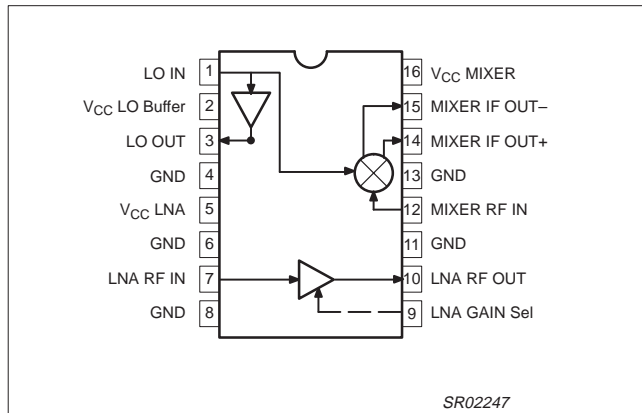 LO IN 1
VCC LO Buffer 2
LO OUT 3
GND 4
VCC LNA 5
GND 6
LNA RF IN 7
GND 8
16 VCC MIXER
15 MIXER IF OUT–
14 MIXER IF OUT+
13 GND
12 MIXER RF IN
11 GND
10 LNA RF OUT
9 LNA GAIN Sel
SR02247